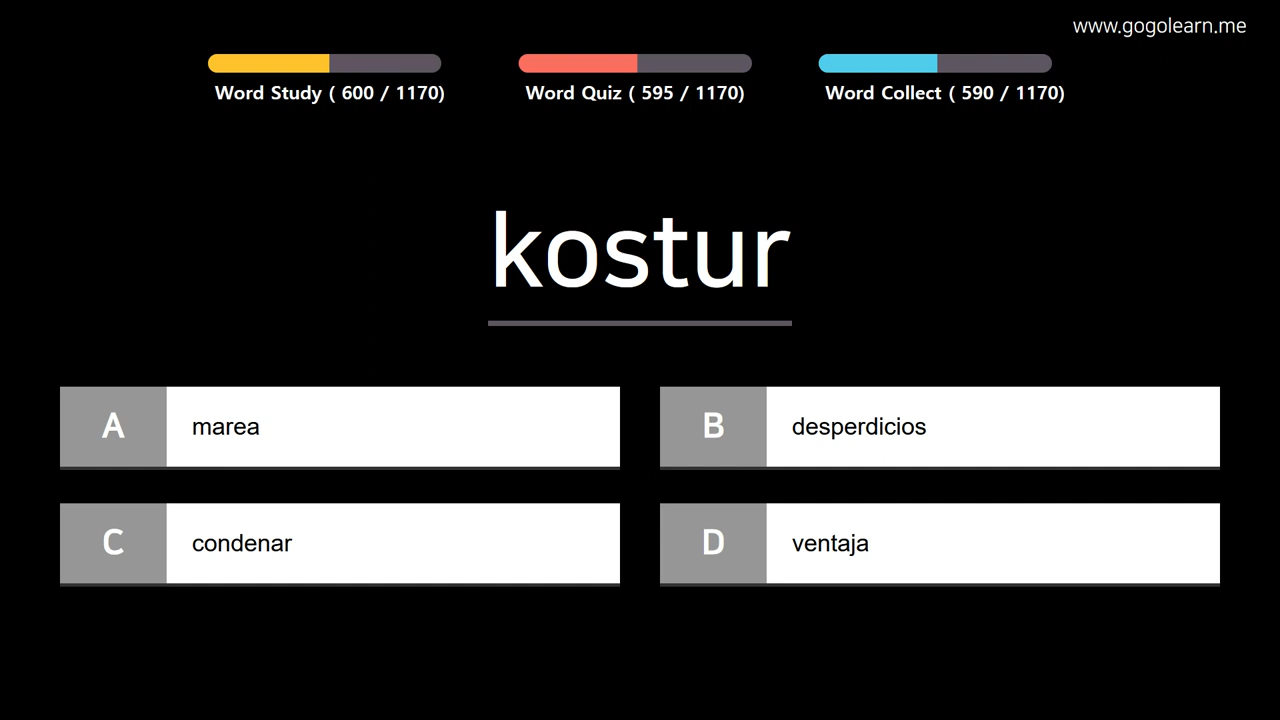 www.gogolearn.me
Word Study ( 600 / 1170)
Word Quiz ( 595 / 1170)
Word Collect ( 590 / 1170)
kostur
A marea
B desperdicios
C condenar
D ventaja